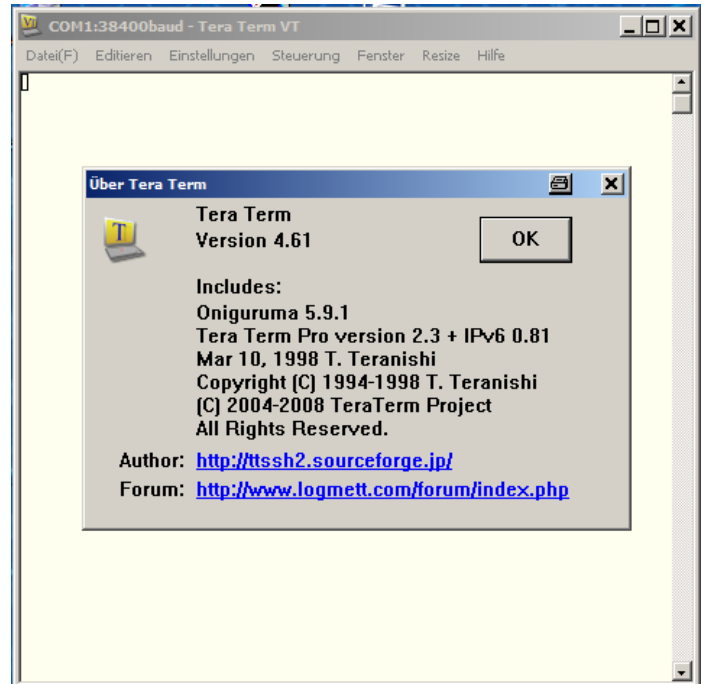 COM1:38400baud - Tera Term VT
Datei(F) Editieren Einstellungen Steuerung Fenster Resize Hilfe
Über Tera Term
Tera Term
Version 4.61
OK
Includes:
Oniguruma 5.9.1
Tera Term Pro version 2.3 + IPv6 0.81
Mar 10, 1998 T. Teranishi
Copyright (C) 1994-1998 T. Teranishi
(C) 2004-2008 TeraTerm Project
All Rights Reserved.
Author: http://ttssh2.sourceforge.jp/
Forum: http://www.logmett.com/forum/index.php